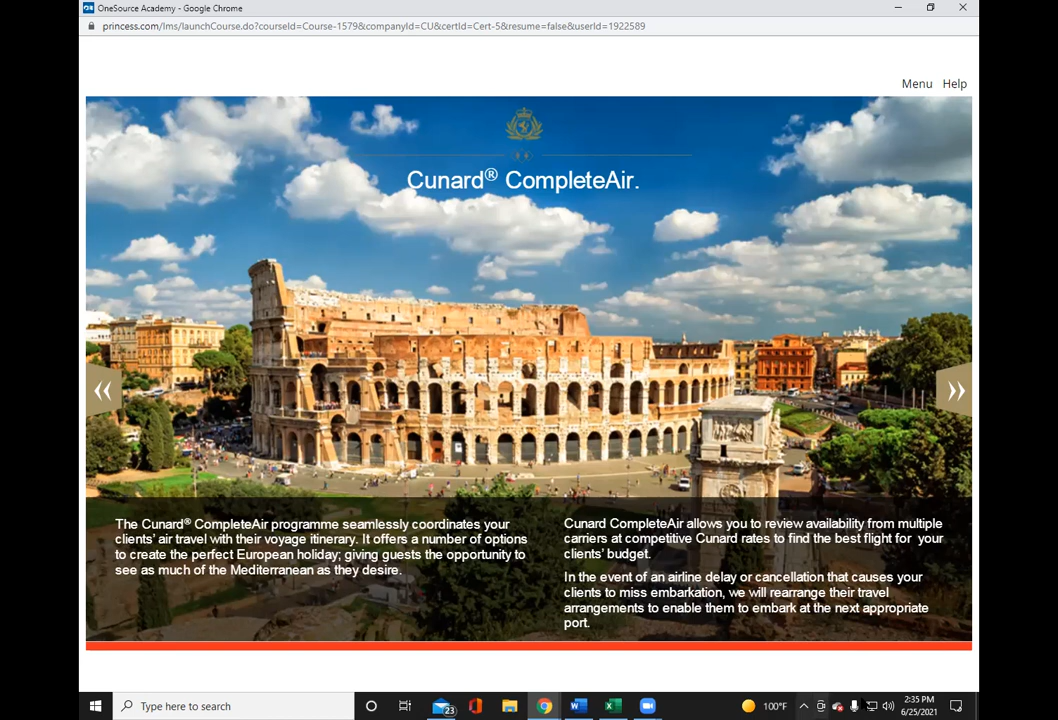 OneSource Academy - Google Chrome
princess.com/lms/launchCourse.do?courseId=Course-1579&companyId=CU&certId=Cert-5&resume=false&userId=1922589
Menu Help
Cunard® CompleteAir.
The Cunard® CompleteAir programme seamlessly coordinates your
clients' air travel with their voyage itinerary. It offers a number of options
to create the perfect European holiday; giving guests the opportunity to
see as much of the Mediterranean as they desire.
Cunard CompleteAir allows you to review availability from multiple
carriers at competitive Cunard rates to find the best flight for your
clients' budget.
In the event of an airline delay or cancellation that causes your
clients to miss embarkation, we will rearrange their travel
arrangements to enable them to embark at the next appropriate
port.
Type here to search
23
100°F
2:35 PM
6/25/2021